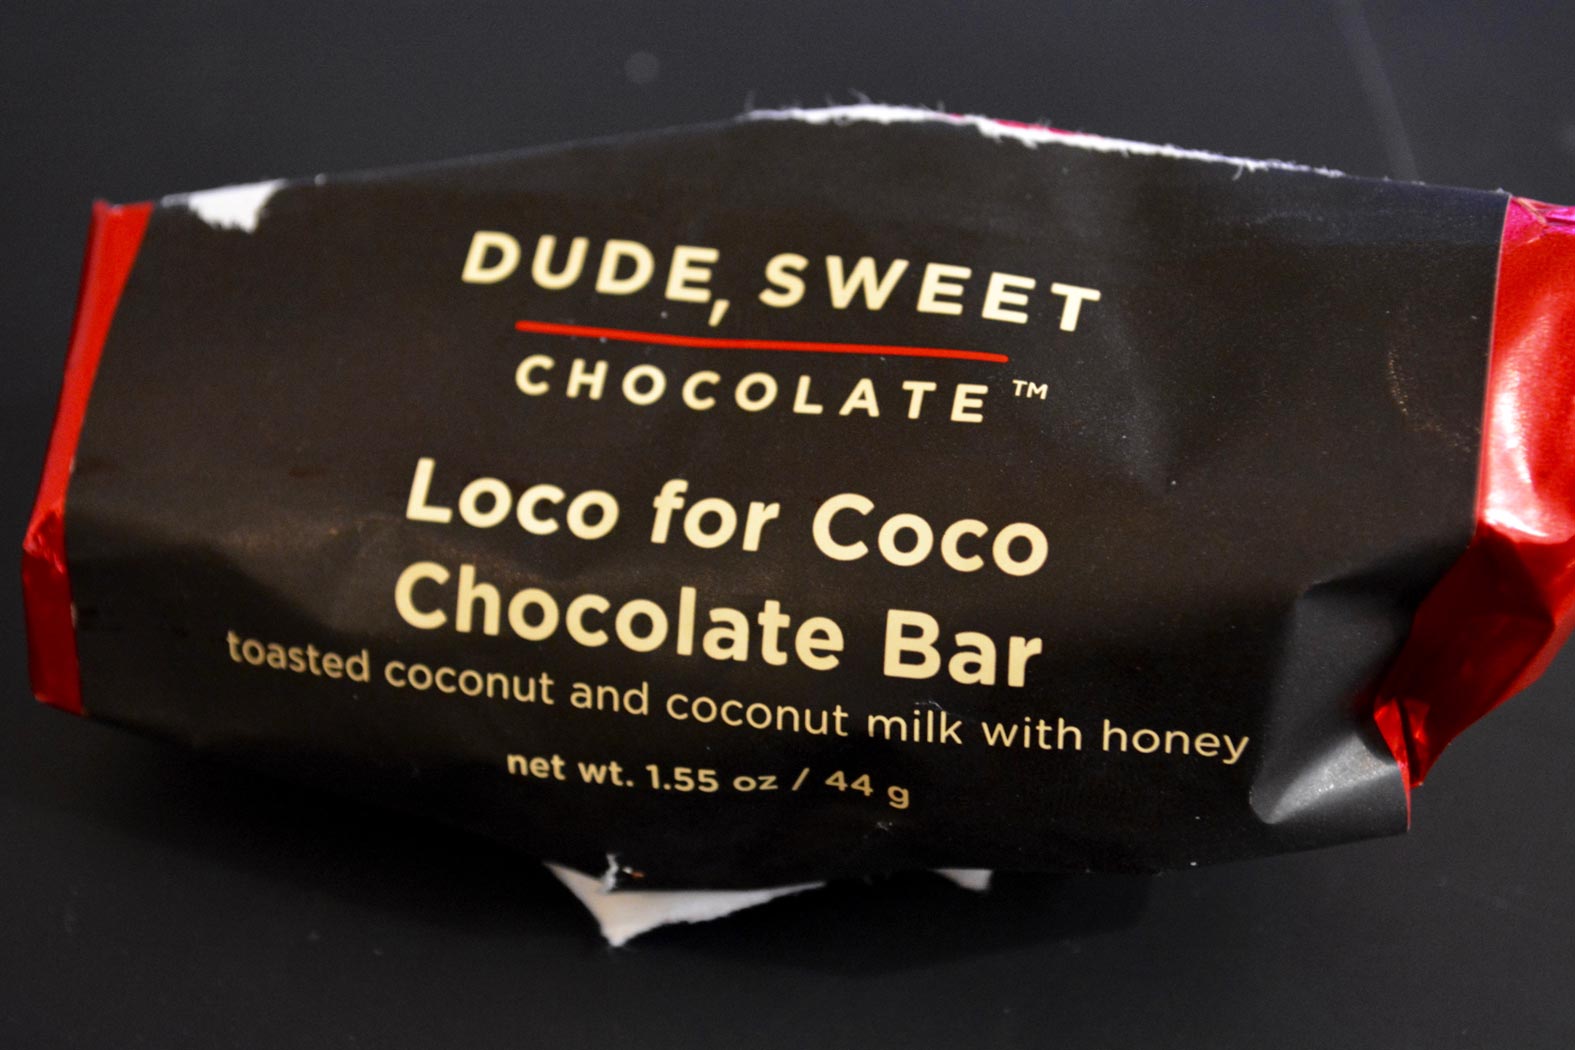 DUDE, SWEET
CHOCOLATE™
Loco for Coco
Chocolate Bar
toasted coconut and coconut milk with honey
net wt. 1.55 oz / 44 g